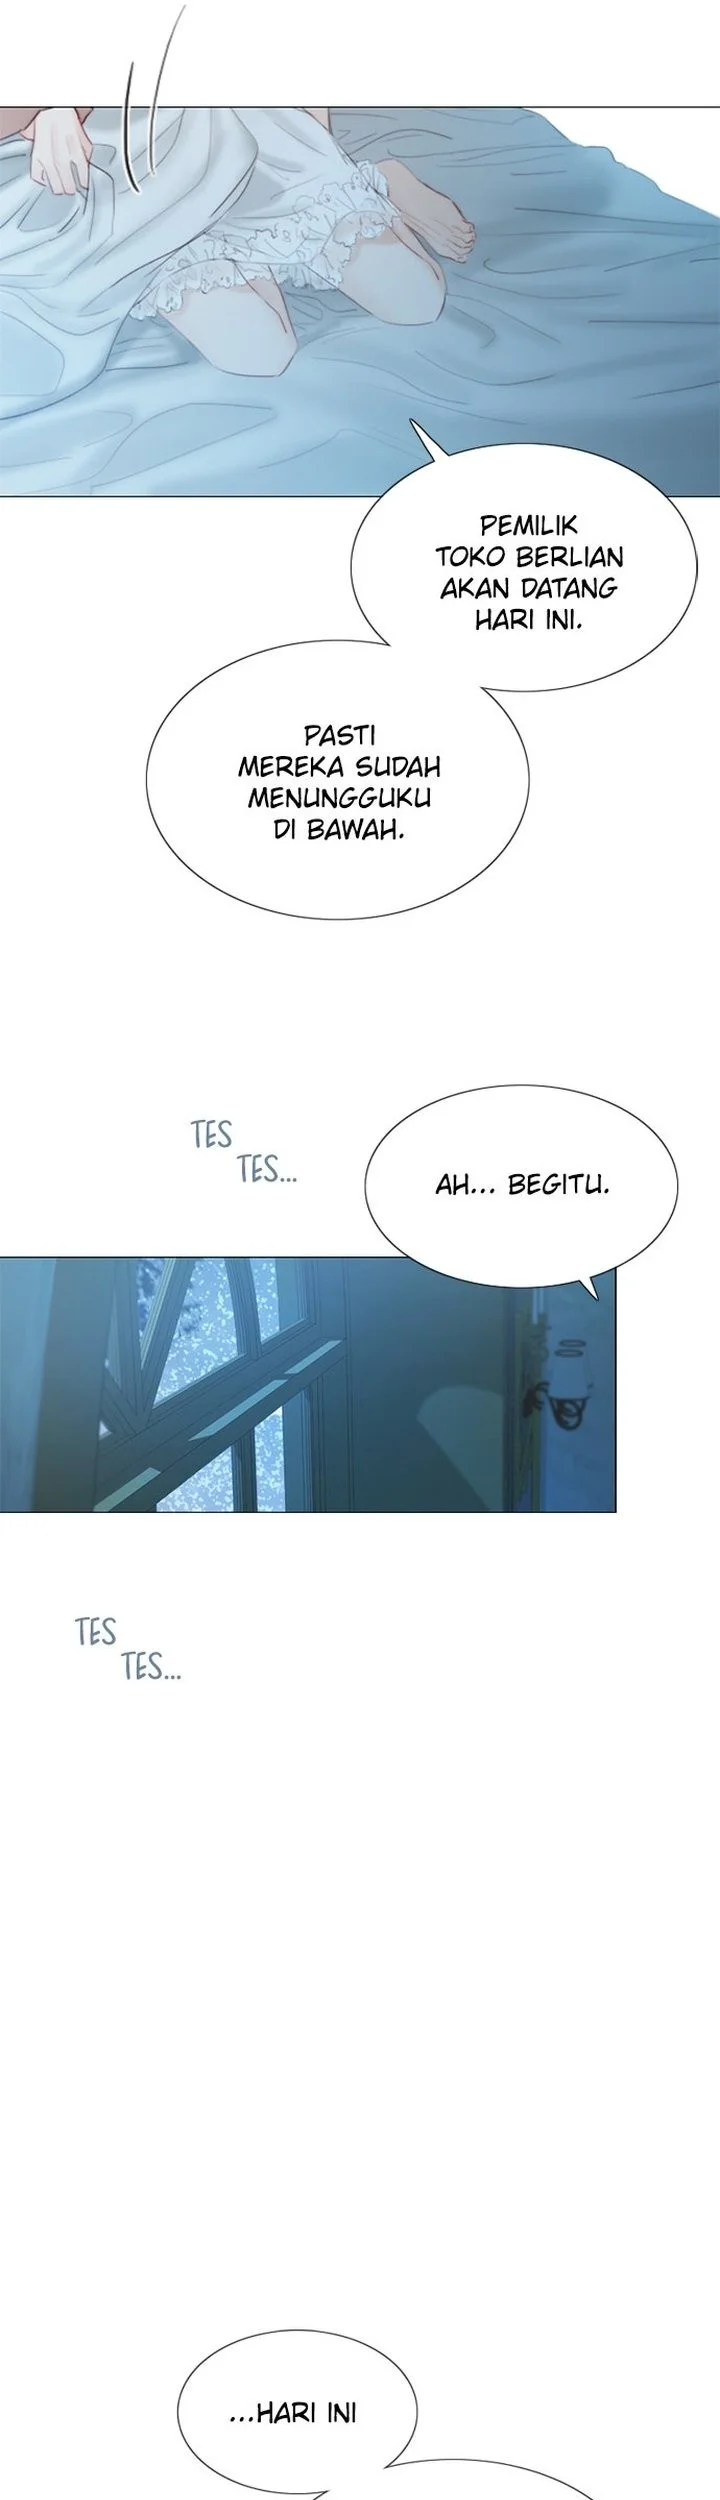 PEMILIK
TOKO BERLIAN
AKAN DATANG
HARI INI.
PASTI
MEREKA SUDAH
MENUNGGUKU
DI BAWAH.
TES
TES...
AH... BEGITU.
TES
TES...
...HARI INI